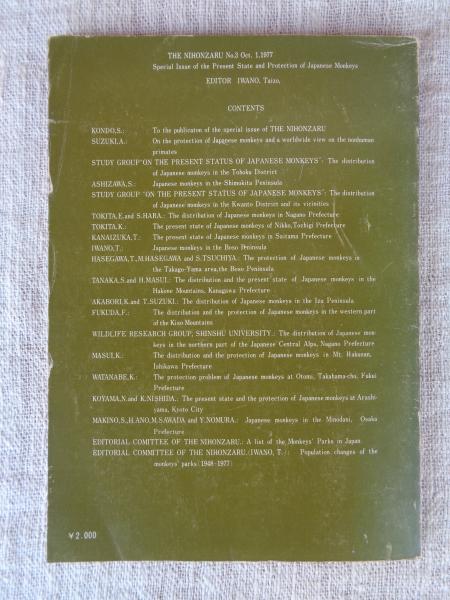 THE NIHONZARU No.3 Oct. 1.1977
Special Issue of the Present State and Protection of Japanese Monkeys
EDITOR IWANO, Taizo,
CONTENTS
KONDO,S.: To the publicaton of the special issue of THE NIHONZARU
SUZUKI,A.: On the protection of Japanese monkeys and a worldwide view on the nonhuman
primates
STUDY GROUP "ON THE PRESENT STATUS OF JAPANESE MONKEYS": The distribution
of Japanese monkeys in the Tohoku District
ASHIZAWA,S.: Japanese monkeys in the Shimokita Peninsula
STUDY GROUP "ON THE PRESENT STATUS OF JAPANESE MONKEYS": The distribution
of Japanese monkeys in the Kwanto District and its vicinities
TOKITA,E.and S.HARA.: The distribution of Japanese monkeys in Nagano Prefecture
TOKITA,K.: The present state of Japanese monkeys of Nikko,Tochigi Prefecture
KANAIZUKA,T.: The present state of Japanese monkeys in Saitama Prefecture
IWANO,T.: Japanese monkeys in the Boso Peninsula
HASEGAWA,T.,M.HASEGAWA and S.TSUCHIYA.: The protection of Japanese monkeys in
the Takago-Yama area,the Boso Peninsula
TANAKA,S.and H.MASUI.: The distribution and the present state of Japanese monkeys in the
Hakone Mountains, Kanagawa Prefecture
AKABORI.K and T.SUZUKI.: The distribution of Japanese monkeys in the Izu Peninsula
FUKUDA,F.: The distribution and the protection of Japanese monkeys in the western part
of the Kiso Mountains
WILDLIFE RESEARCH GROUP, SHINSHU UNIVERSITY.: The distribution of Japanese mon-
keys in the northern part of the Japanese Central Alps, Nagano Prefecture
MASUI,K.: The distribution and the protection of Japanese monkeys in Mt. Hakusan,
Ishikawa Prefecture
WATANABE,K.: The protection problem of Japanese monkeys at Otomi, Takahama-cho, Fukui
Prefecture
KOYAMA,N.and K.NISHIDA.: The present state and the protection of Japanese monkeys at Arashi-
yama, Kyoto City
MAKINO,S.,H.ANO,M.SAWADA and Y.NOMURA.: Japanese monkeys in the Minodani, Osaka
Prefecture
EDITORIAL COMITTEE OF THE NIHONZARU.: A list of the Monkeys' Parks in Japan
EDITORIAL COMMITTEE OF THE NIHONZARU.(IWANO, T.): Population changes of the
monkeys' parks(1948-1977)
￥2.000